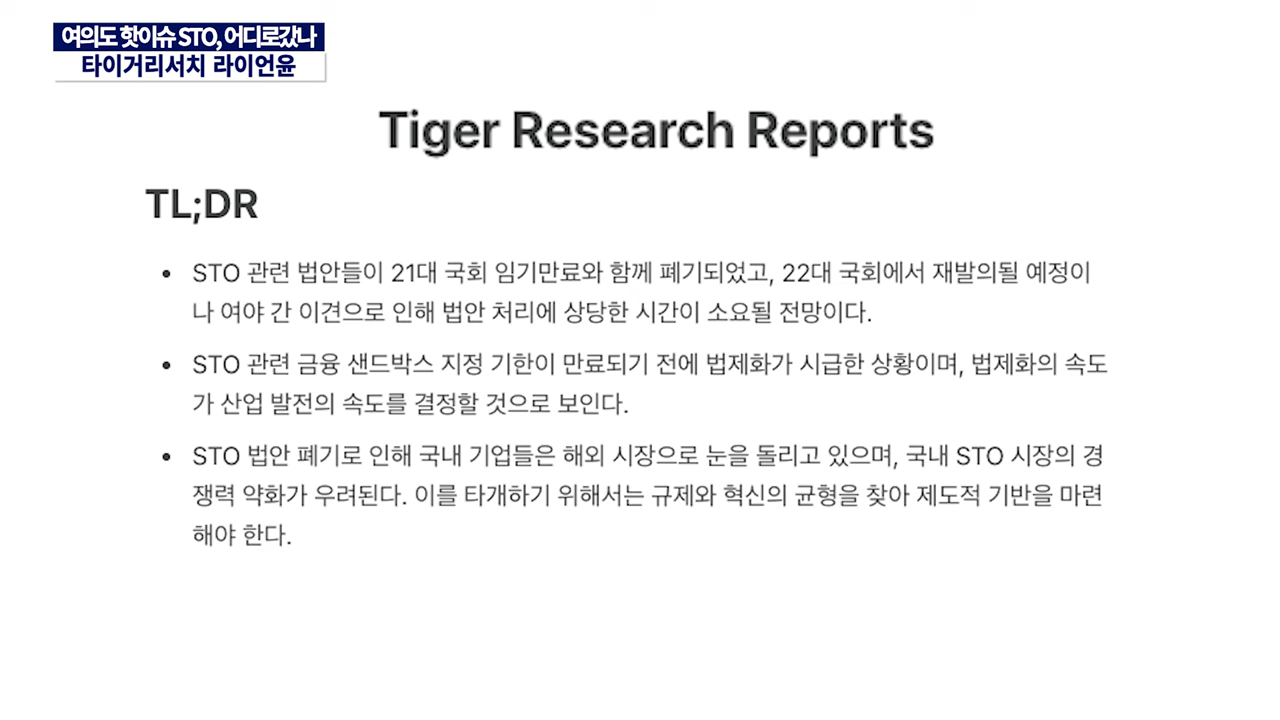 여의도 핫이슈 STO, 어디로갔나
타이거리서치 라이언윤
Tiger Research Reports
TL;DR
• STO 관련 법안들이 21대 국회 임기만료와 함께 폐기되었고, 22대 국회에서 재발의될 예정이
나 여야 간 이견으로 인해 법안 처리에 상당한 시간이 소요될 전망이다.
• STO 관련 금융 샌드박스 지정 기한이 만료되기 전에 법제화가 시급한 상황이며, 법제화의 속도
가 산업 발전의 속도를 결정할 것으로 보인다.
• STO 법안 폐기로 인해 국내 기업들은 해외 시장으로 눈을 돌리고 있으며, 국내 STO 시장의 경
쟁력 약화가 우려된다. 이를 타개하기 위해서는 규제와 혁신의 균형을 찾아 제도적 기반을 마련
해야 한다.